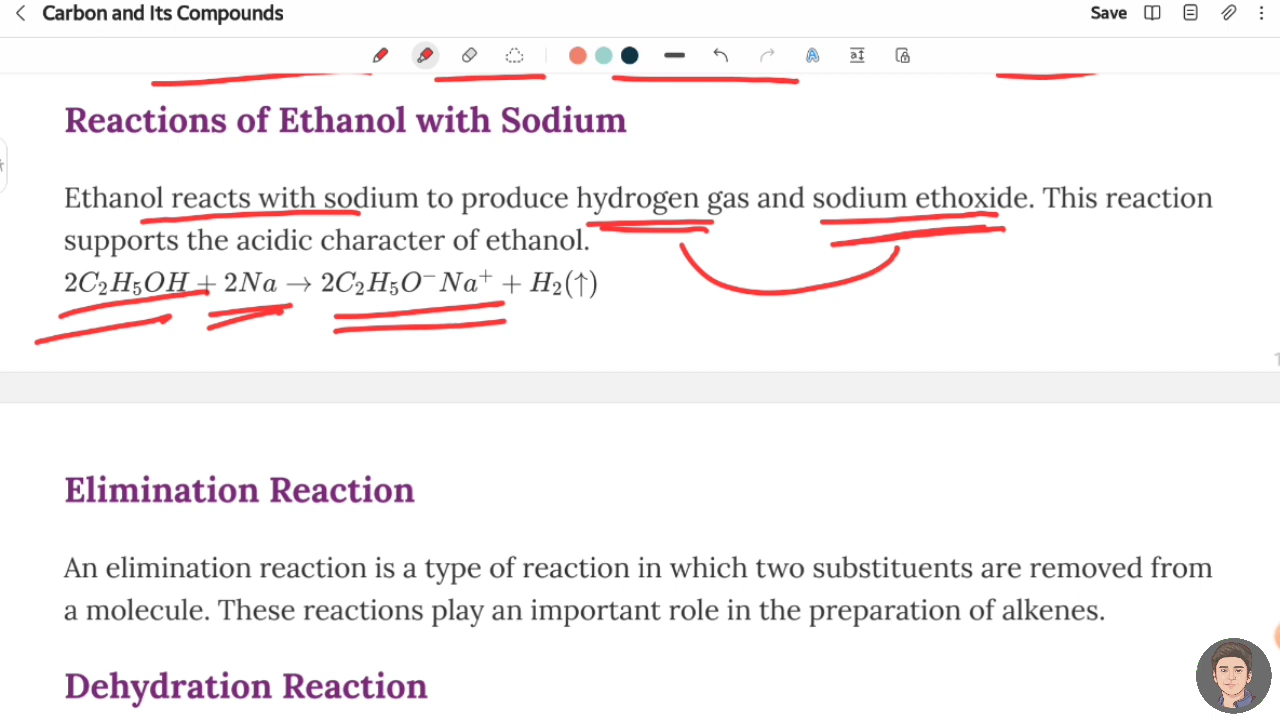 Carbon and Its Compounds
Save
Reactions of Ethanol with Sodium
Ethanol reacts with sodium to produce hydrogen gas and sodium ethoxide. This reaction
supports the acidic character of ethanol.
2C₂H₅OH + 2Na → 2C₂H₅O⁻Na⁺ + H₂(↑)
Elimination Reaction
An elimination reaction is a type of reaction in which two substituents are removed from
a molecule. These reactions play an important role in the preparation of alkenes.
Dehydration Reaction